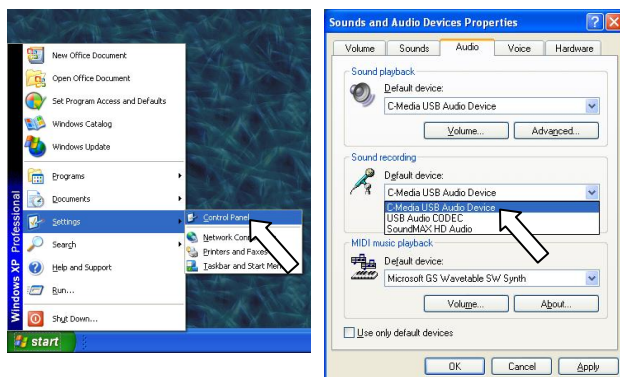 New Office Document
Open Office Document
Set Program Access and Defaults
Windows Catalog
Windows Update
Programs
Documents
Settings
Search
Help and Support
Run...
Shut Down...
Windows XP Professional
Control Panel
Network Conn
Printers and Faxes
Taskbar and Start Men
start
Sounds and Audio Devices Properties
Volume Sounds Audio Voice Hardware
Sound playback
Default device:
C-Media USB Audio Device
Volume... Advanced...
Sound recording
Default device:
C-Media USB Audio Device
C-Media USB Audio Device
USB Audio CODEC
SoundMAX HD Audio
MIDI music playback
Default device:
Microsoft GS Wavetable SW Synth
Volume... About...
Use only default devices
OK Cancel Apply